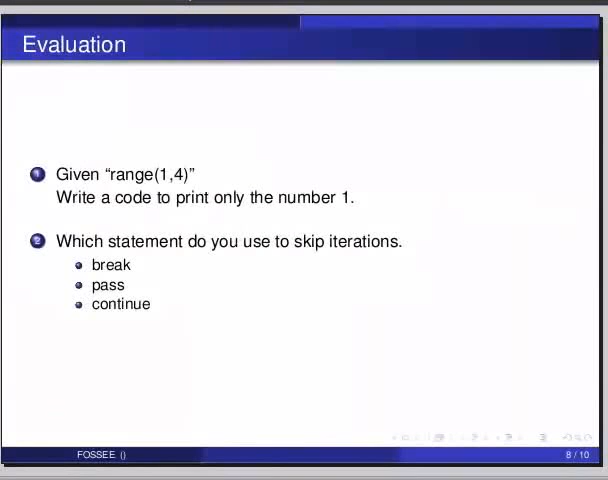 Evaluation
1 Given “range(1,4)”
Write a code to print only the number 1.
2 Which statement do you use to skip iterations.
break
pass
continue
FOSSEE ()
8 / 10